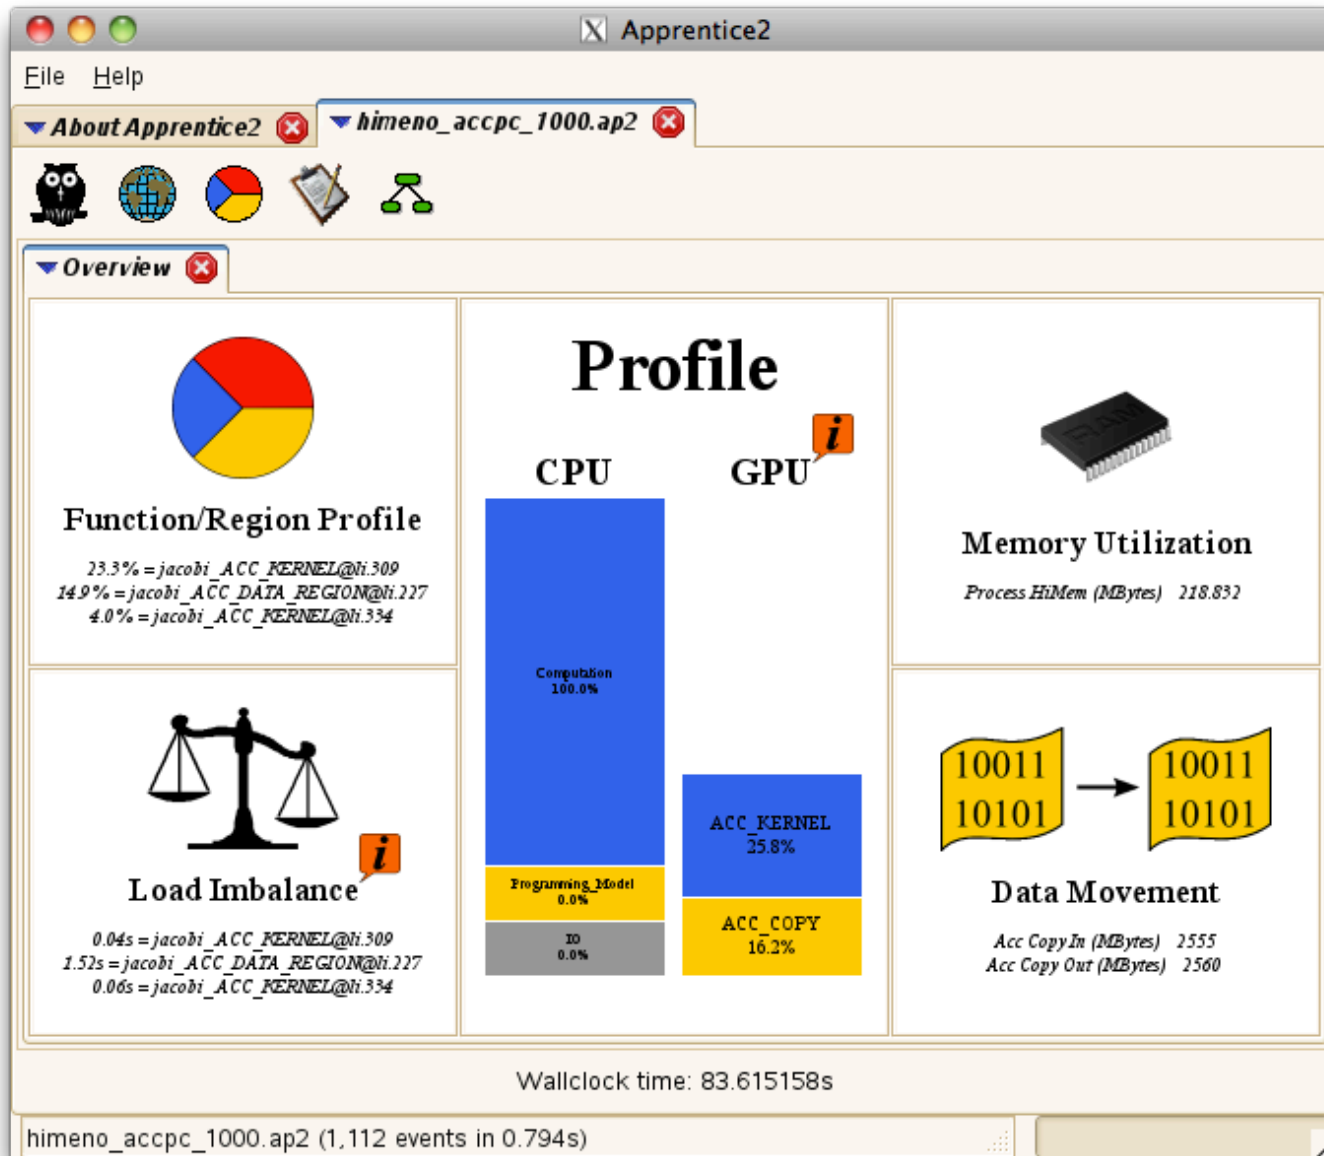 Apprentice2
File Help
About Apprentice2
himeno_accpc_1000.ap2
Overview
Function/Region Profile
23.3% = jacobi_ACC_KERNEL@li.309
14.9% = jacobi_ACC_DATA_REGION@li.227
4.0% = jacobi_ACC_KERNEL@li.334
Load Imbalance
i
0.04s = jacobi_ACC_KERNEL@li.309
1.52s = jacobi_ACC_DATA_REGION@li.227
0.06s = jacobi_ACC_KERNEL@li.334
Profile
i
CPU
Computation
100.0%
Programming_Model
0.0%
IO
0.0%
GPU
ACC_KERNEL
25.8%
ACC_COPY
16.2%
RAM
Memory Utilization
Process HiMem (MBytes) 218.832
10011
10101
10011
10101
Data Movement
Acc Copy In (MBytes) 2555
Acc Copy Out (MBytes) 2560
Wallclock time: 83.615158s
himeno_accpc_1000.ap2 (1,112 events in 0.794s)